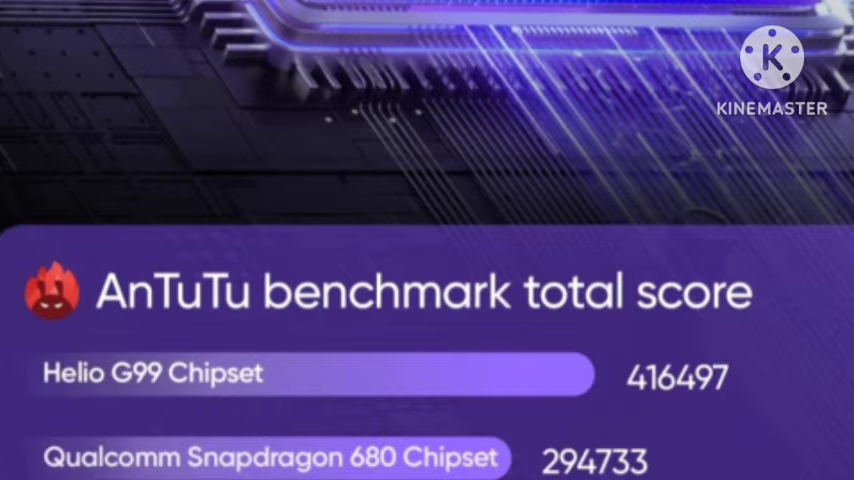 K
KINEMASTER
AnTuTu benchmark total score
Helio G99 Chipset 416497
Qualcomm Snapdragon 680 Chipset 294733